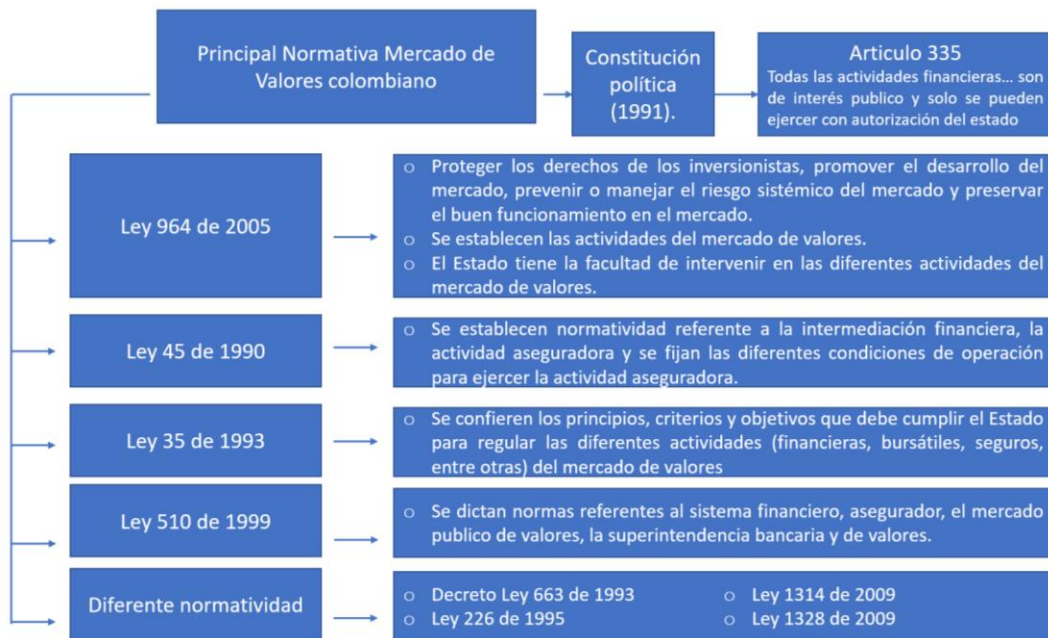 Principal Normativa Mercado de
Valores colombiano
Constitución
política
(1991).
Articulo 335
Todas las actividades financieras... son
de interés publico y solo se pueden
ejercer con autorización del estado
Ley 964 de 2005
o Proteger los derechos de los inversionistas, promover el desarrollo del
mercado, prevenir o manejar el riesgo sistémico del mercado y preservar
el buen funcionamiento en el mercado.
o Se establecen las actividades del mercado de valores.
o El Estado tiene la facultad de intervenir en las diferentes actividades del
mercado de valores.
Ley 45 de 1990
o Se establecen normatividad referente a la intermediación financiera, la
actividad aseguradora y se fijan las diferentes condiciones de operación
para ejercer la actividad aseguradora.
Ley 35 de 1993
o Se confieren los principios, criterios y objetivos que debe cumplir el Estado
para regular las diferentes actividades (financieras, bursátiles, seguros,
entre otras) del mercado de valores
Ley 510 de 1999
o Se dictan normas referentes al sistema financiero, asegurador, el mercado
publico de valores, la superintendencia bancaria y de valores.
Diferente normatividad
o Decreto Ley 663 de 1993
o Ley 226 de 1995
o Ley 1314 de 2009
o Ley 1328 de 2009